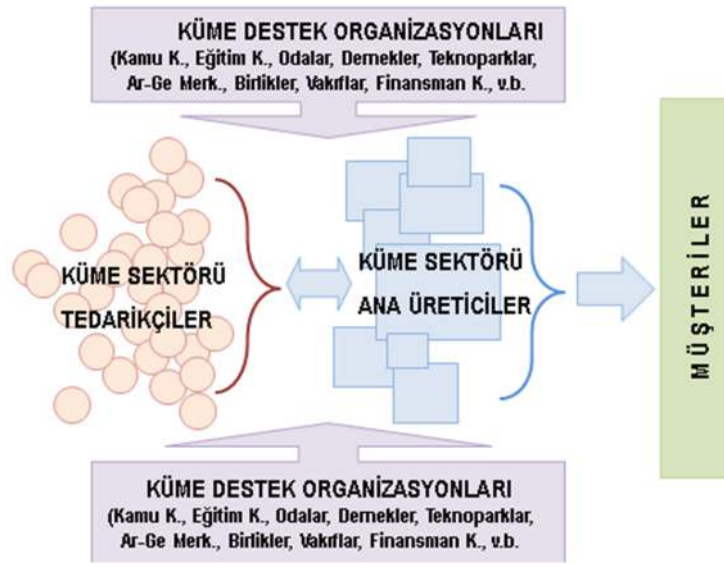 KÜME DESTEK ORGANİZASYONLARI
(Kamu K., Eğitim K., Odalar, Dernekler, Teknoparklar,
Ar-Ge Merk., Birlikler, Vakıflar, Finansman K., v.b.
KÜME SEKTÖRÜ
TEDARİKÇİLER
KÜME SEKTÖRÜ
ANA ÜRETİCİLER
MÜŞTERİLER
KÜME DESTEK ORGANİZASYONLARI
(Kamu K., Eğitim K., Odalar, Dernekler, Teknoparklar,
Ar-Ge Merk., Birlikler, Vakıflar, Finansman K., v.b.